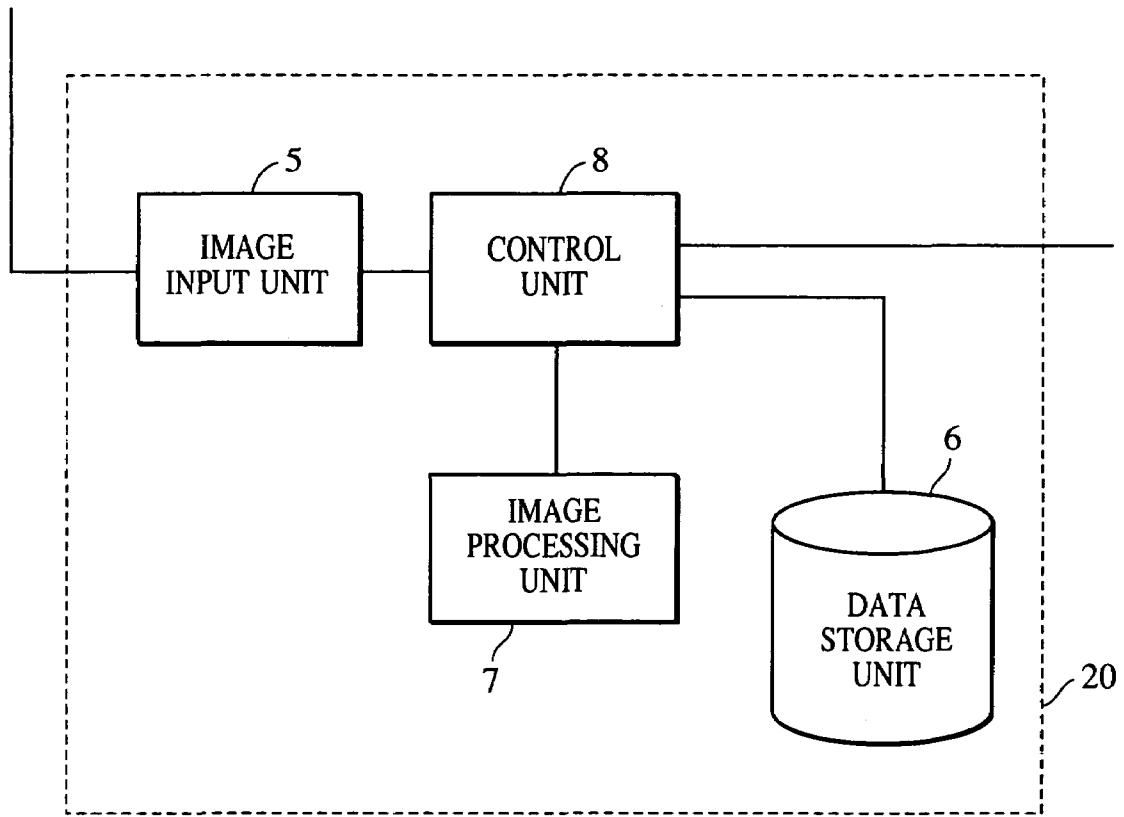 5
8
IMAGE
INPUT UNIT
CONTROL
UNIT
6
IMAGE
PROCESSING
UNIT
DATA
STORAGE
UNIT
7
20